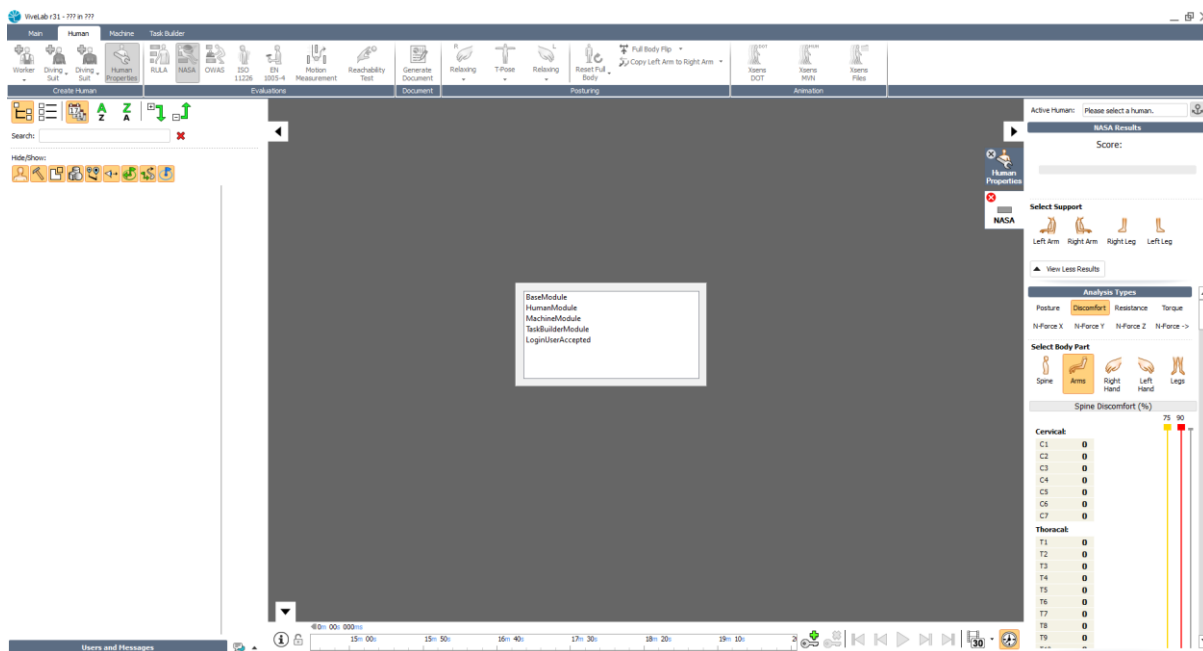 ViveLab r31 - ??? in ???
Main Human Machine Task Builder
Worker
Diving Suit
Diving Suit
Human Properties
RULA
NASA
OWAS
ISO 11226
EN 1005-4
Motion Measurement
Reachability Test
Generate Document
R
Relaxing
T-Pose
L
Relaxing
Reset Full Body
Full Body Flip
Copy Left Arm to Right Arm
Xsens DOT
Xsens MVN
Xsens Files
Create Human
Evaluations
Document
Posturing
Animation
17
A Z
Z A
Search:
Hide/Show:
BaseModule
HumanModule
MachineModule
TaskBuilderModule
LoginUserAccepted
Human Properties
NASA
Active Human: Please select a human.
NASA Results
Score:
Select Support
Left Arm Right Arm Right Leg Left Leg
View Less Results
Analysis Types
Posture Discomfort Resistance Torque
N-Force X N-Force Y N-Force Z N-Force ->
Select Body Part
Spine Arms Right Hand Left Hand Legs
Spine Discomfort (%)
75 90
Cervical:
C1 0
C2 0
C3 0
C4 0
C5 0
C6 0
C7 0
Thoracal:
T1 0
T2 0
T3 0
T4 0
T5 0
T6 0
T7 0
T8 0
T9 0
0m 00s 000ms
15m 00s 15m 50s 16m 40s 17m 30s 18m 20s 19m 10s
30
Users and Messages